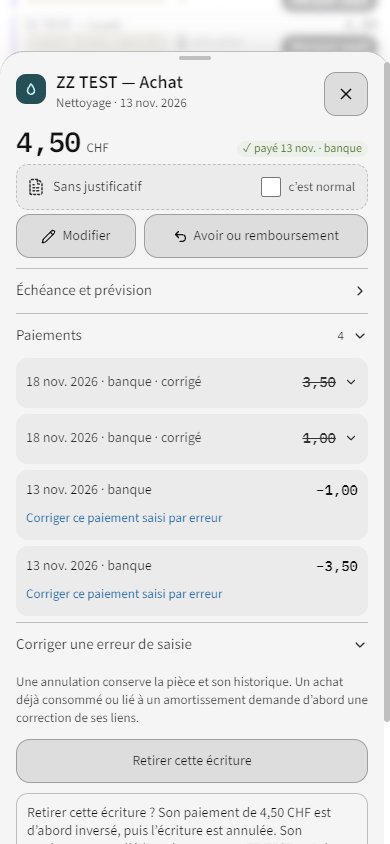 ZZ TEST — Achat
Nettoyage · 13 nov. 2026
4,50 CHF
✓ payé 13 nov. · banque
Sans justificatif
c’est normal
Modifier
Avoir ou remboursement
Échéance et prévision
Paiements
4
18 nov. 2026 · banque · corrigé
3,50
18 nov. 2026 · banque · corrigé
1,00
13 nov. 2026 · banque
−1,00
Corriger ce paiement saisi par erreur
13 nov. 2026 · banque
−3,50
Corriger ce paiement saisi par erreur
Corriger une erreur de saisie
Une annulation conserve la pièce et son historique. Un achat
déjà consommé ou lié à un amortissement demande d’abord une
correction de ses liens.
Retirer cette écriture
Retirer cette écriture ? Son paiement de 4,50 CHF est
d’abord inversé, puis l’écriture est annulée. Son